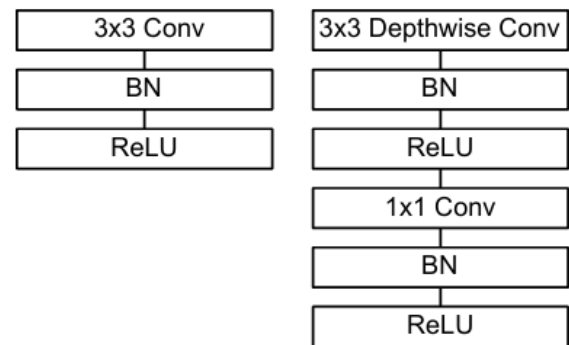 3x3 Conv
BN
ReLU
3x3 Depthwise Conv
BN
ReLU
1x1 Conv
BN
ReLU